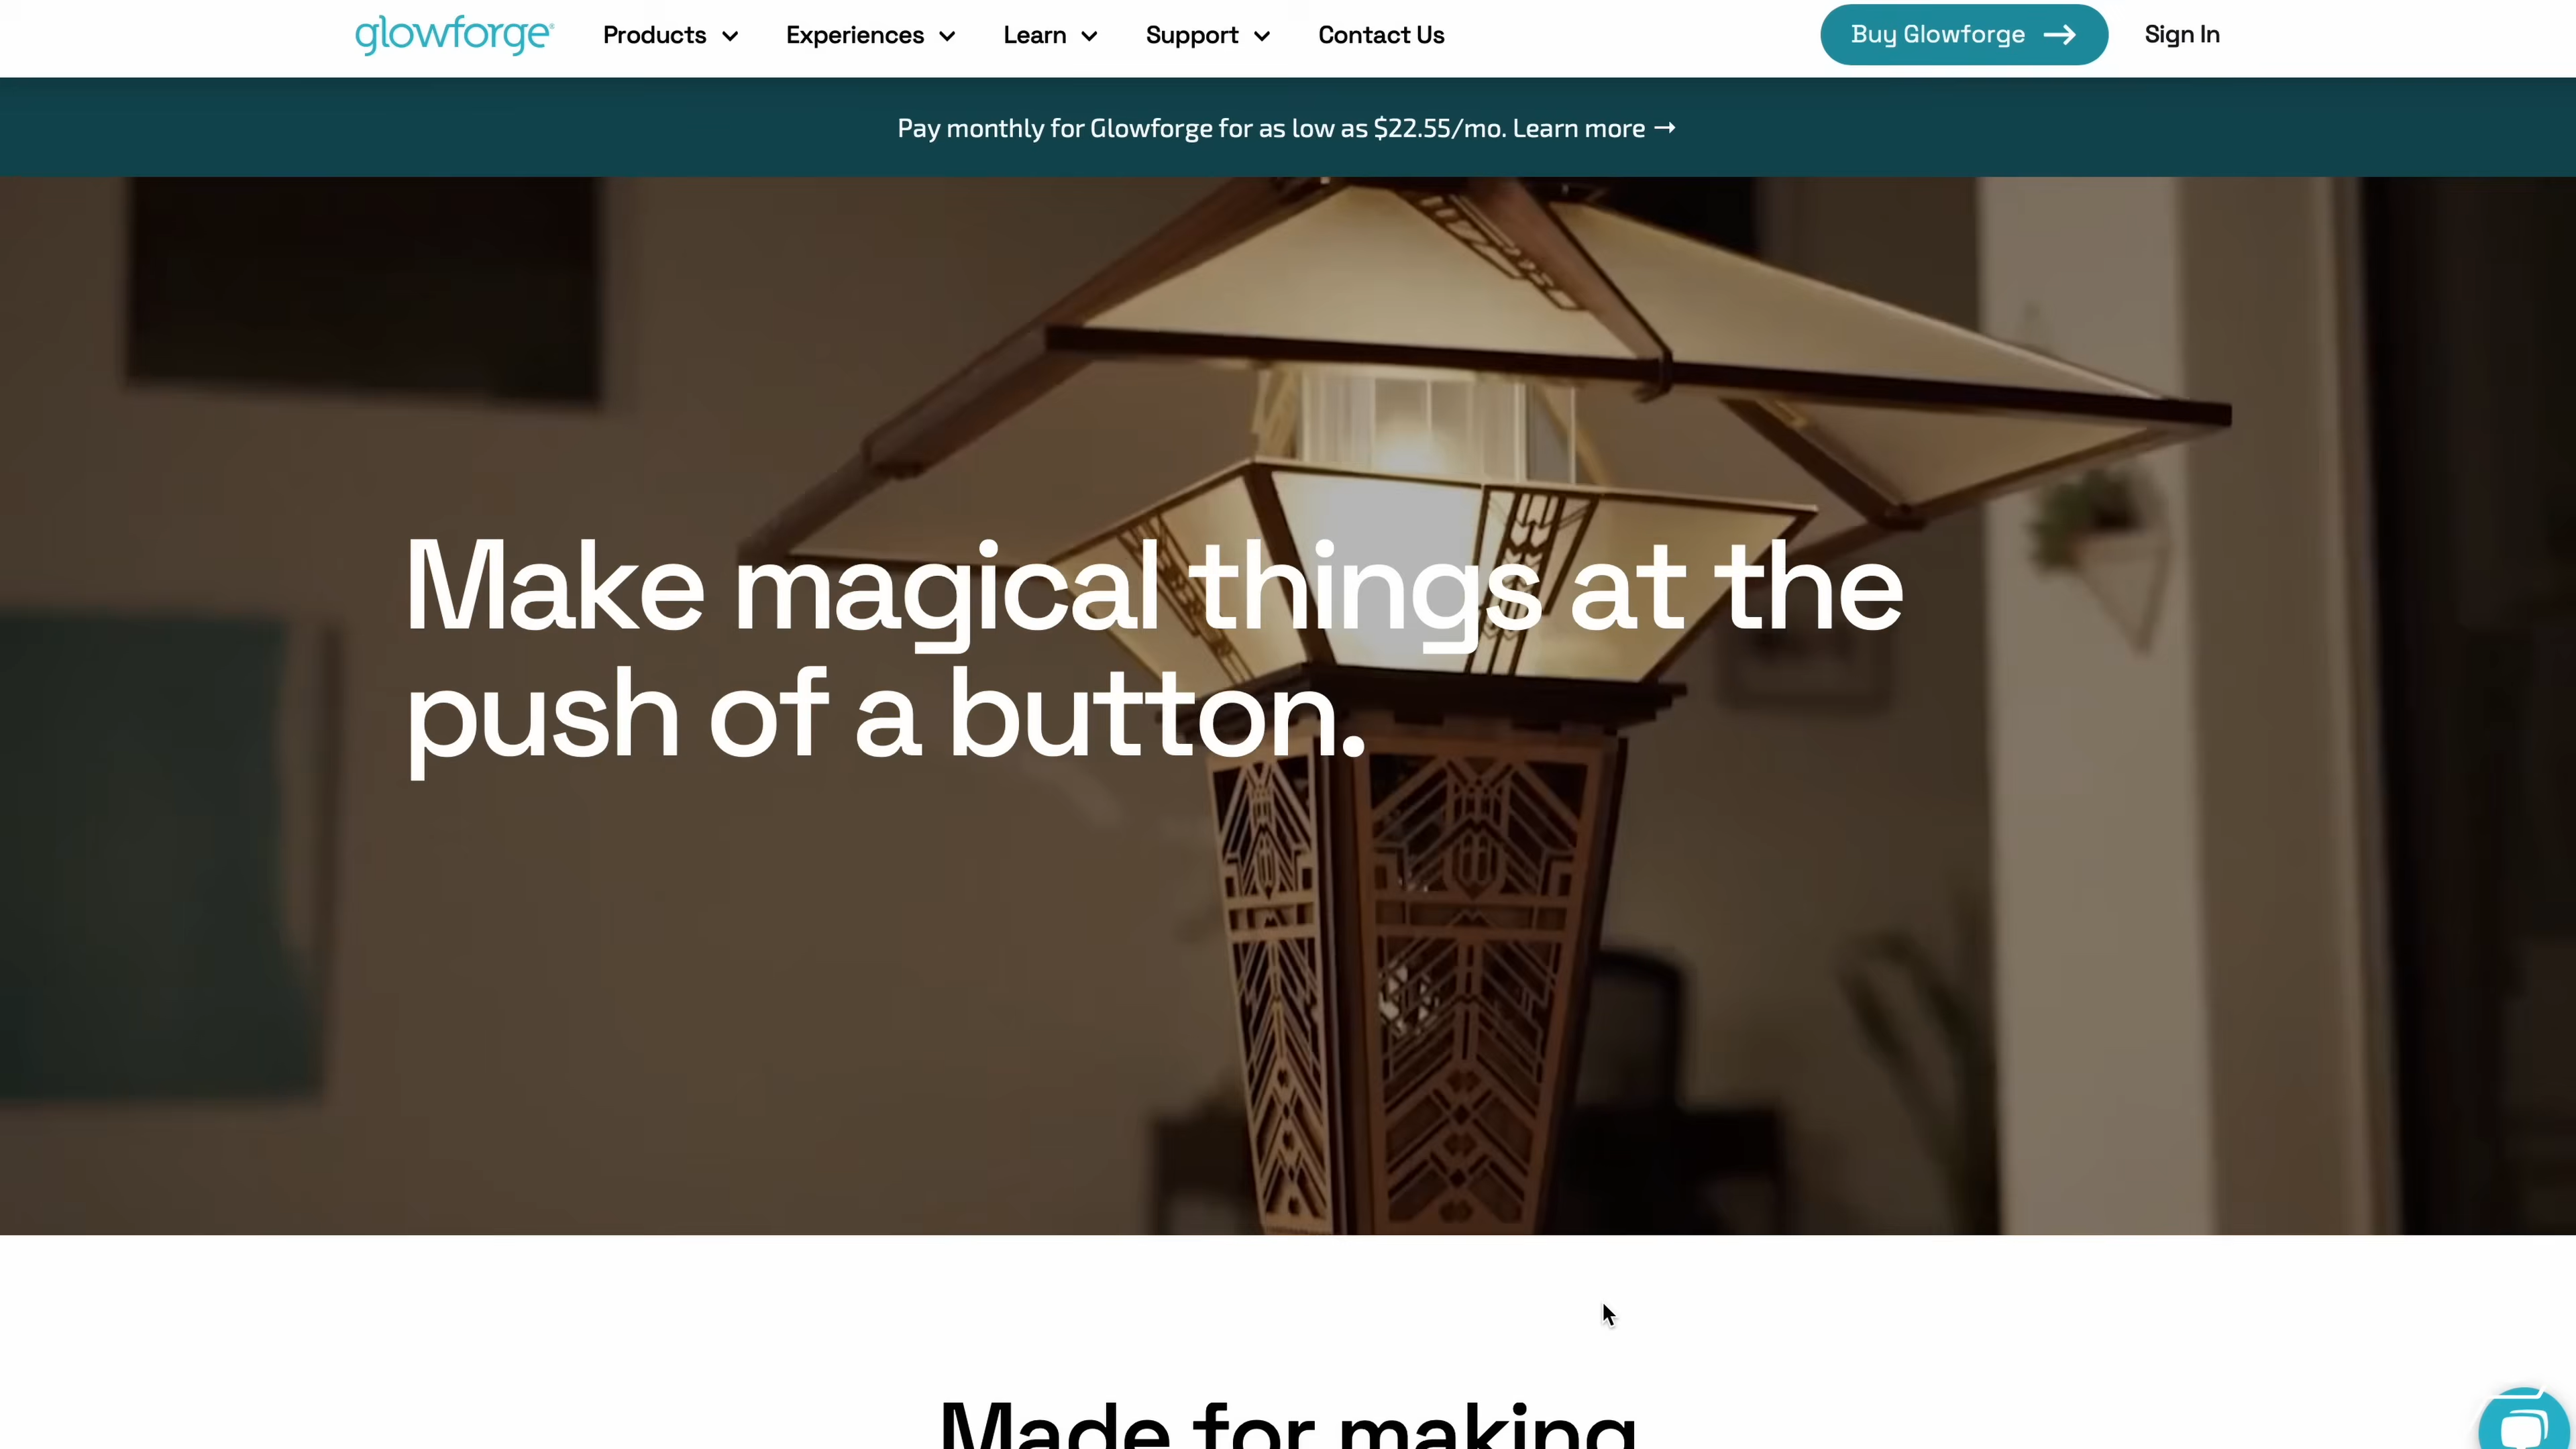 glowforge
Products
Experiences
Learn
Support
Contact Us
Buy Glowforge →
Sign In
Pay monthly for Glowforge for as low as $22.55/mo. Learn more →
Make magical things at the
push of a button.
Made for making